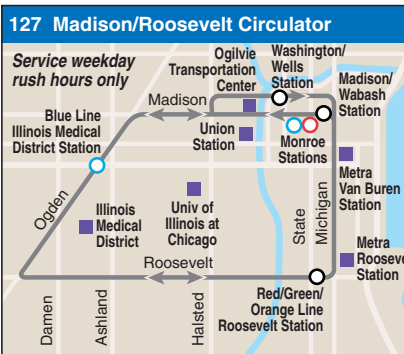 127 Madison/Roosevelt Circulator
Service weekday
rush hours only
Ogilvie
Transportation
Center
Washington/
Wells
Station
Madison/
Wabash
Station
Madison
Blue Line
Illinois Medical
District Station
Union
Station
Monroe
Stations
Metra
Van Buren
Station
Ogden
Illinois
Medical
District
Univ of
Illinois at
Chicago
State
Michigan
Metra
Roosevelt
Station
Roosevelt
Red/Green/
Orange Line
Roosevelt Station
Damen
Ashland
Halsted